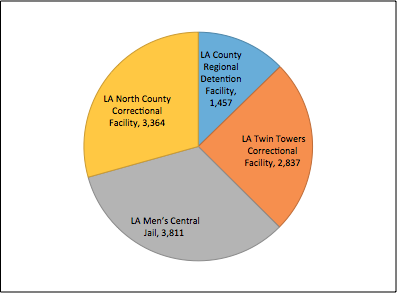 LA County
Regional
Detention
Facility,
1,457
LA North County
Correctional
Facility, 3,364
LA Twin Towers
Correctional
Facility, 2,837
LA Men's Central
Jail, 3,811